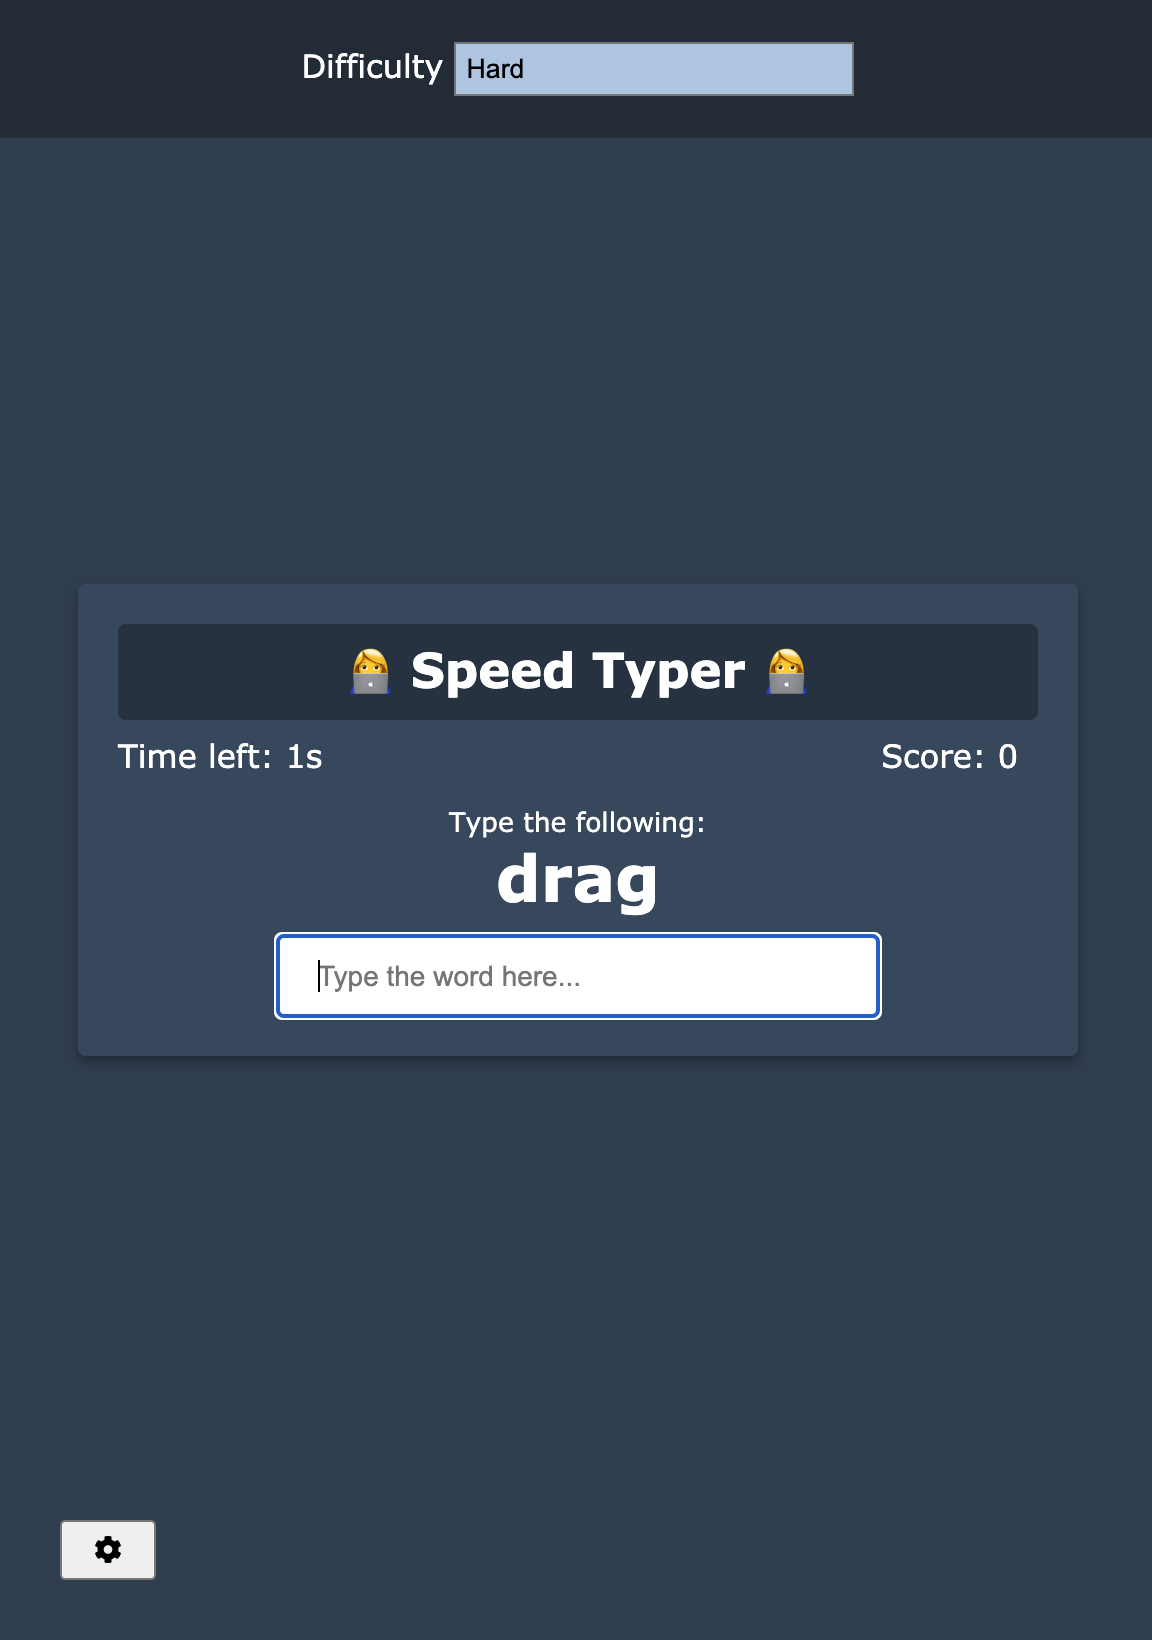 Difficulty Hard
👩‍💻 Speed Typer 👩‍💻
Time left: 1s Score: 0
Type the following:
drag
Type the word here...